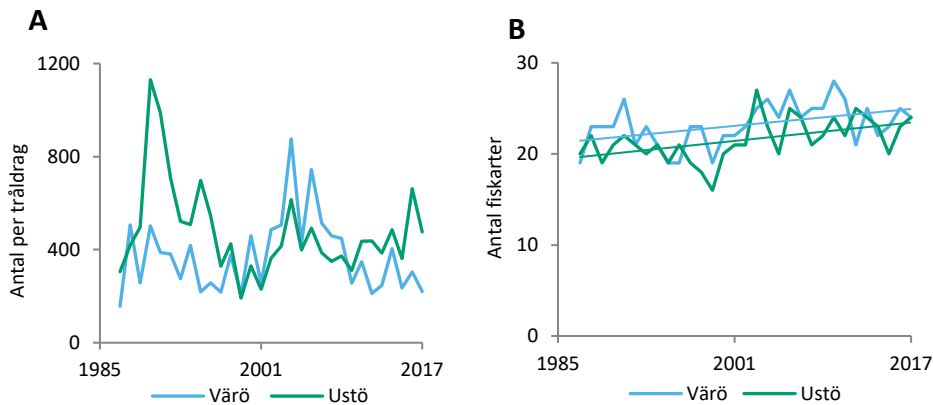 A
Antal per tråldrag
1200
800
400
0
1985
2001
2017
Värö
Ustö
B
Antal fiskarter
30
20
10
0
1985
2001
2017
Värö
Ustö